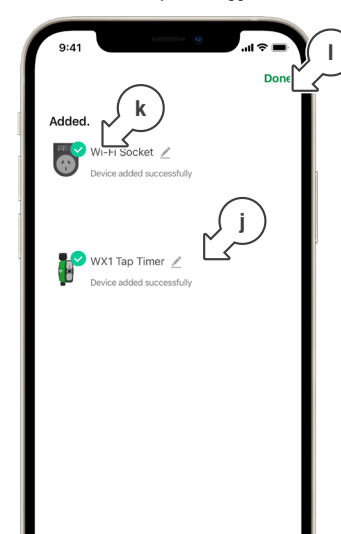 9:41
l
Done
k
Added.
Wi-Fi Socket
Device added successfully
j
WX1 Tap Timer
Device added successfully